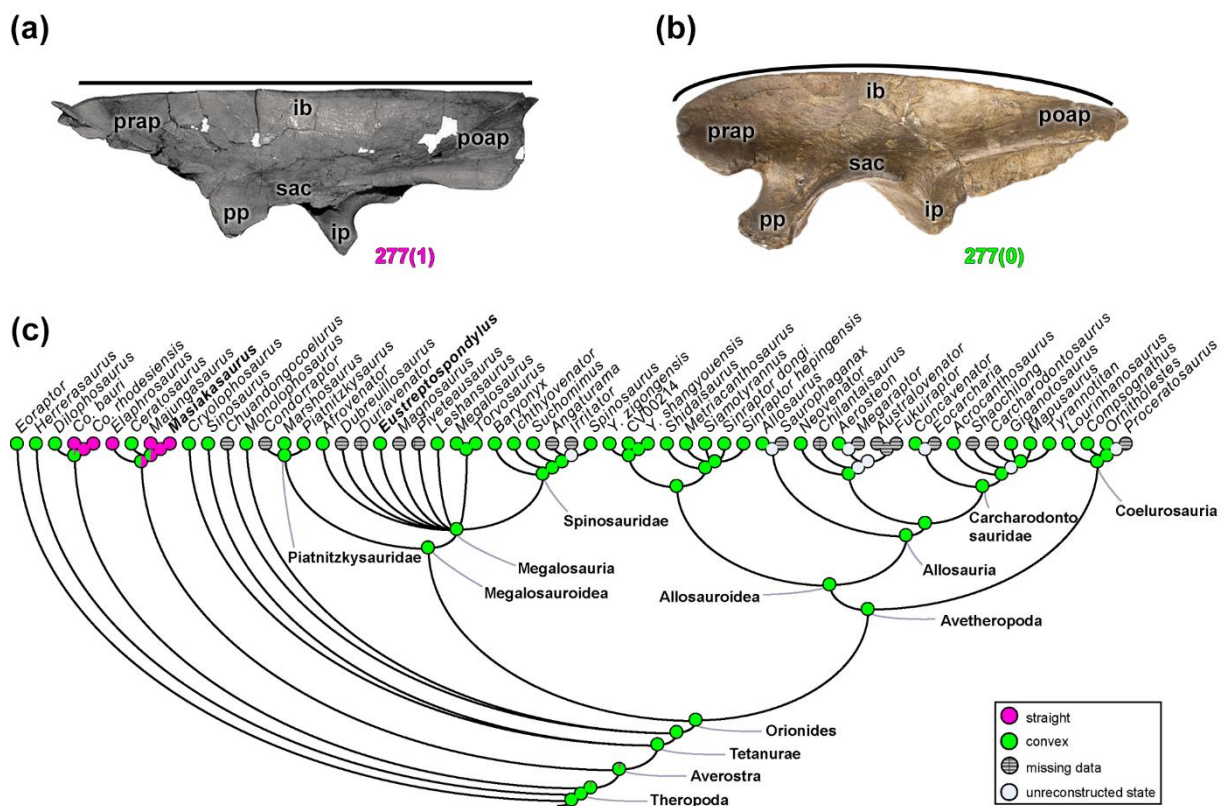 (a)
(b)
prap
ib
poap
sac
pp
ip
277(1)
prap
ib
poap
sac
pp
ip
277(0)
(c)
Eoraptor
Herrerasaurus
Dilophosaurus
Co. bauri
Co. rhodesiensis
Elaphrosaurus
Ceratosaurus
Majungasaurus
Masiakasaurus
Cryolophosaurus
Sinosaurus
Chuandongocoelurus
Monolophosaurus
Condorraptor
Marshosaurus
Piatnitzkysaurus
Afrovenator
Dubreuillosaurus
Duriavenator
Eustreptospondylus
Magnosaurus
Piveteausaurus
Leshansaurus
Megalosaurus
Torvosaurus
Baryonyx
Ichthyovenator
Suchomimus
Angaturama
Irritator
Spinosaurus
Y. zigongensis
CV00214
Y. shangyouensis
Shidaisaurus
Metriacanthosaurus
Siamotyrannus
Sinraptor dongi
Sinraptor hepingensis
Allosaurus
Saurophaganax
Neovenator
Chilantaisaurus
Aerosteon
Megaraptor
Australovenator
Fukuiraptor
Concavenator
Eocarcharia
Acrocanthosaurus
Shaochilong
Carcharodontosaurus
Giganotosaurus
Mapusaurus
Tyrannotitan
Lourinhanosaurus
Compsognathus
Ornitholestes
Proceratosaurus
Spinosauridae
Piatnitzkysauridae
Megalosauria
Megalosauroidea
Carcharodonto
sauridae
Coelurosauria
Allosauria
Allosauroidea
Avetheropoda
Orionides
Tetanurae
Averostra
Theropoda
straight
convex
missing data
unreconstructed state